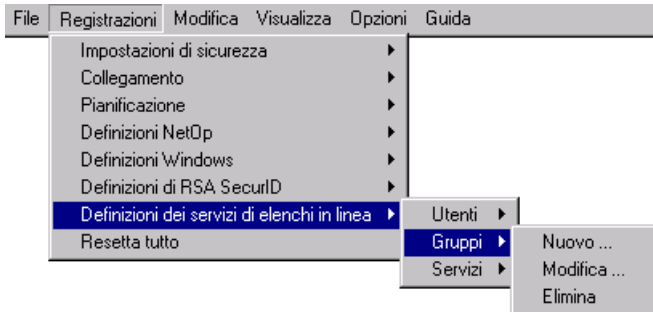 File Registrazioni Modifica Visualizza Opzioni Guida
Impostazioni di sicurezza
Collegamento
Pianificazione
Definizioni NetOp
Definizioni Windows
Definizioni di RSA SecurID
Definizioni dei servizi di elenchi in linea Utenti
Resetta tutto Gruppi Nuovo ...
Servizi Modifica ...
Elimina